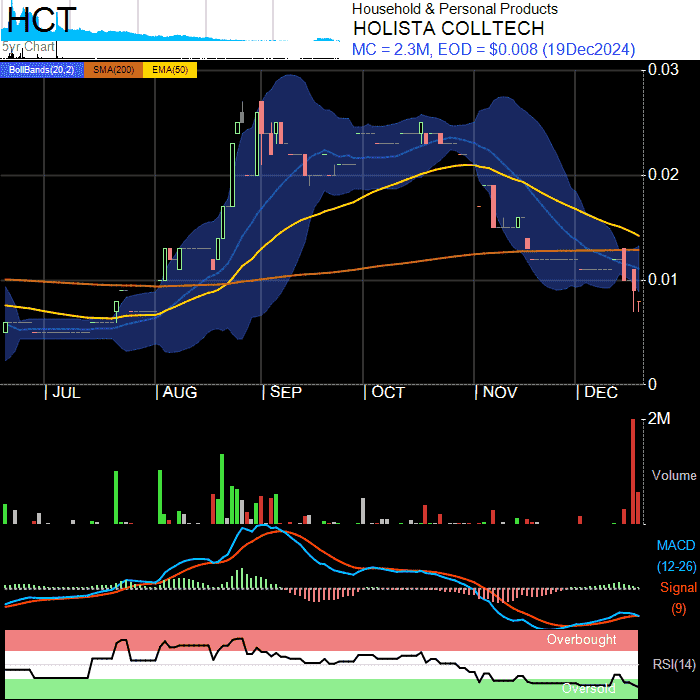 HCT
5yr Chart
Household & Personal Products
HOLISTA COLLTECH
MC = 2.3M, EOD = $0.008 (19Dec2024)
BollBands(20,2) SMA(200) EMA(50)
0.03
0.02
0.01
0
| JUL | AUG | SEP | OCT | NOV | DEC
2M
Volume
MACD
(12-26)
Signal
(9)
Overbought
RSI(14)
Oversold